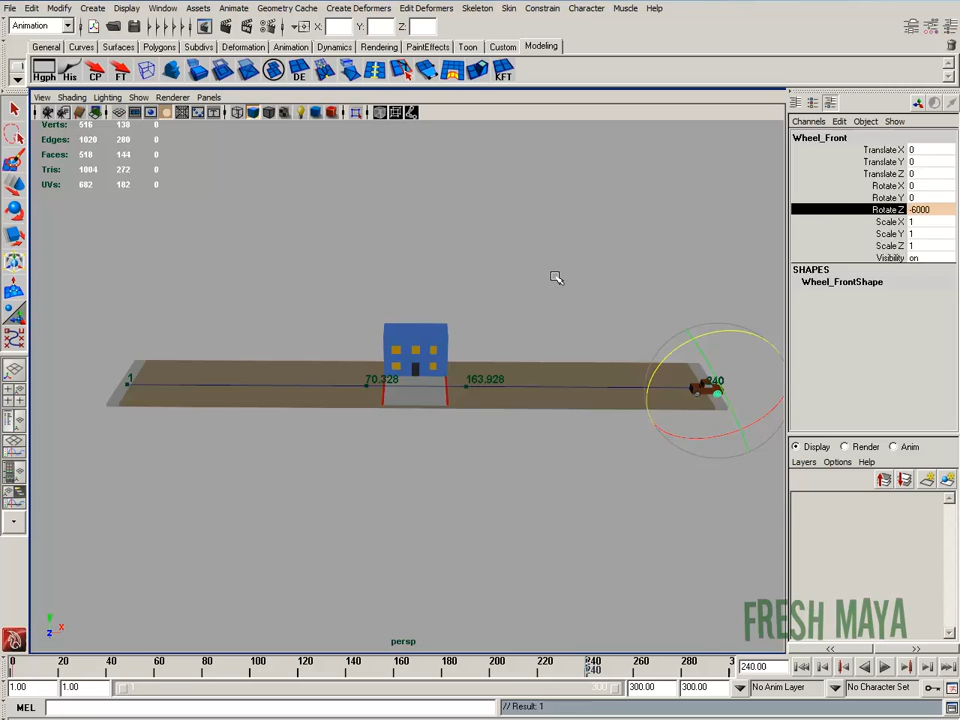 File Edit Modify Create Display Window Assets Animate Geometry Cache Create Deformers Edit Deformers Skeleton Skin Constrain Character Muscle Help
Animation X: Y: Z:
General Curves Surfaces Polygons Subdivs Deformation Animation Dynamics Rendering PaintEffects Toon Custom Modeling
Hgph His CP FT DE KFT
View Shading Lighting Show Renderer Panels
Verts: 516 138 0
Edges: 1020 280 0
Faces: 518 144 0
Tris: 1004 272 0
UVs: 682 182 0
Channels Edit Object Show
Wheel_Front
Translate X 0
Translate Y 0
Translate Z 0
Rotate X 0
Rotate Y 0
Rotate Z -6000
Scale X 1
Scale Y 1
Scale Z 1
Visibility on
SHAPES
Wheel_FrontShape
1 70.328 163.928 240
Display Render Anim
Layers Options Help
FRESH MAYA
y x z
persp
0 20 40 60 80 100 120 140 160 180 200 220 240 260 280 3
240
240.00
1.00 1.00 300 300.00 300.00 No Anim Layer No Character Set
MEL // Result: 1